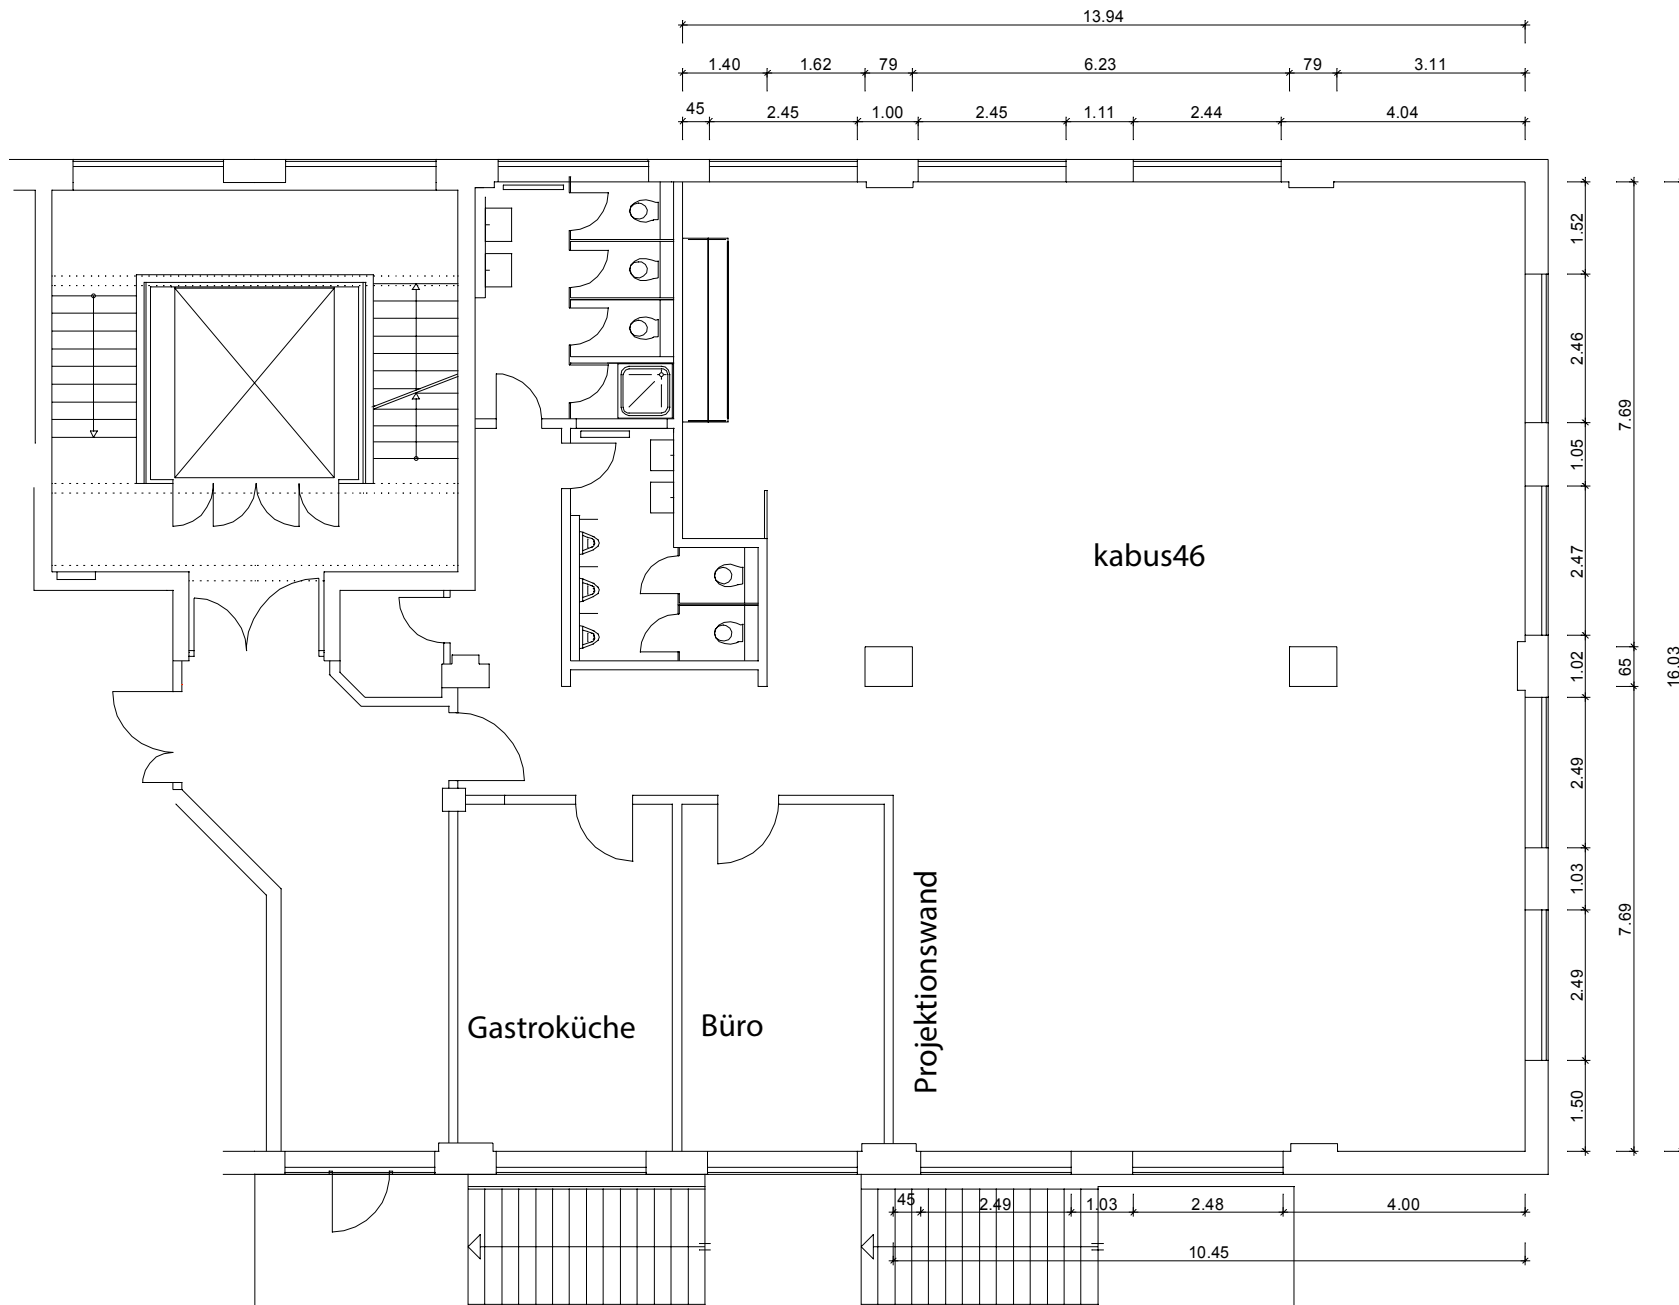 13.94
1.40 1.62 79 6.23 79 3.11
45 2.45 1.00 2.45 1.11 2.44 4.04
1.52
2.46
7.69
1.05
2.47
kabus46
1.02
65
16.03
2.49
1.03
7.69
2.49
Projektionswand
Gastroküche
Büro
1.50
45 2.49 1.03 2.48 4.00
10.45